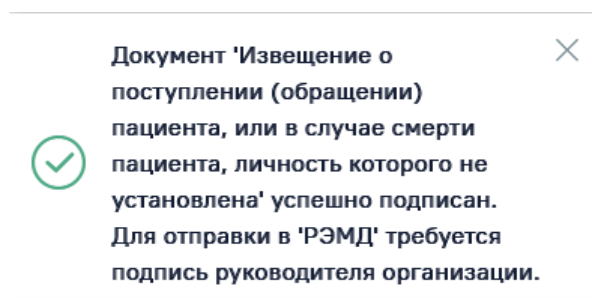 Документ 'Извещение о
поступлении (обращении)
пациента, или в случае смерти
пациента, личность которого не
установлена' успешно подписан.
Для отправки в 'РЭМД' требуется
подпись руководителя организации.